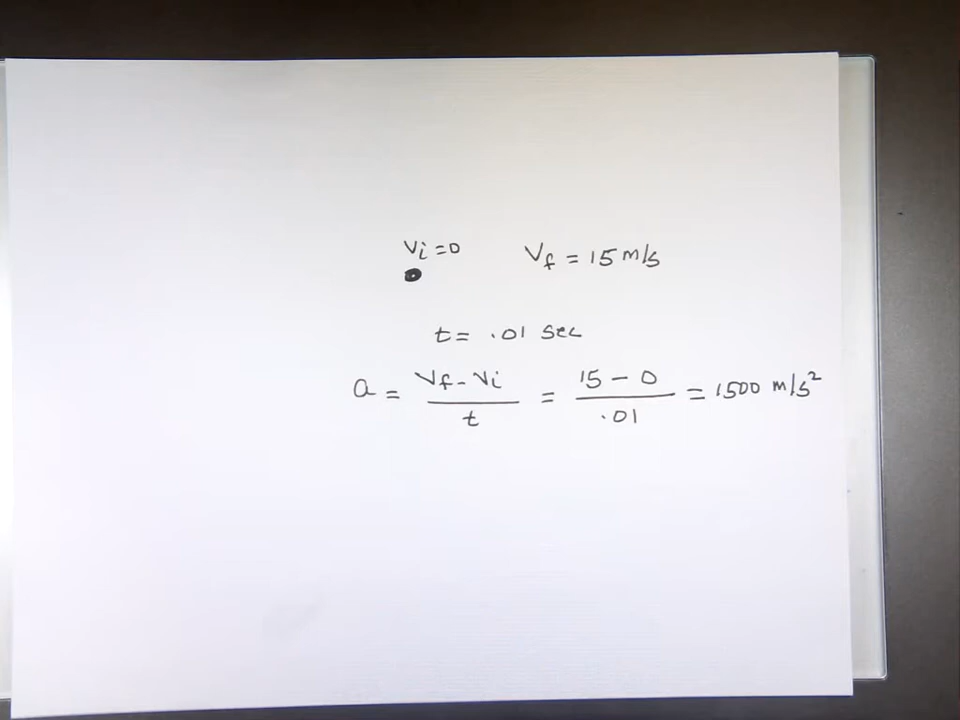 Vi=0 Vf = 15 m/s
t= .01 sec
a = Vf - Vi / t = 15 - 0 / .01 = 1500 m/s²